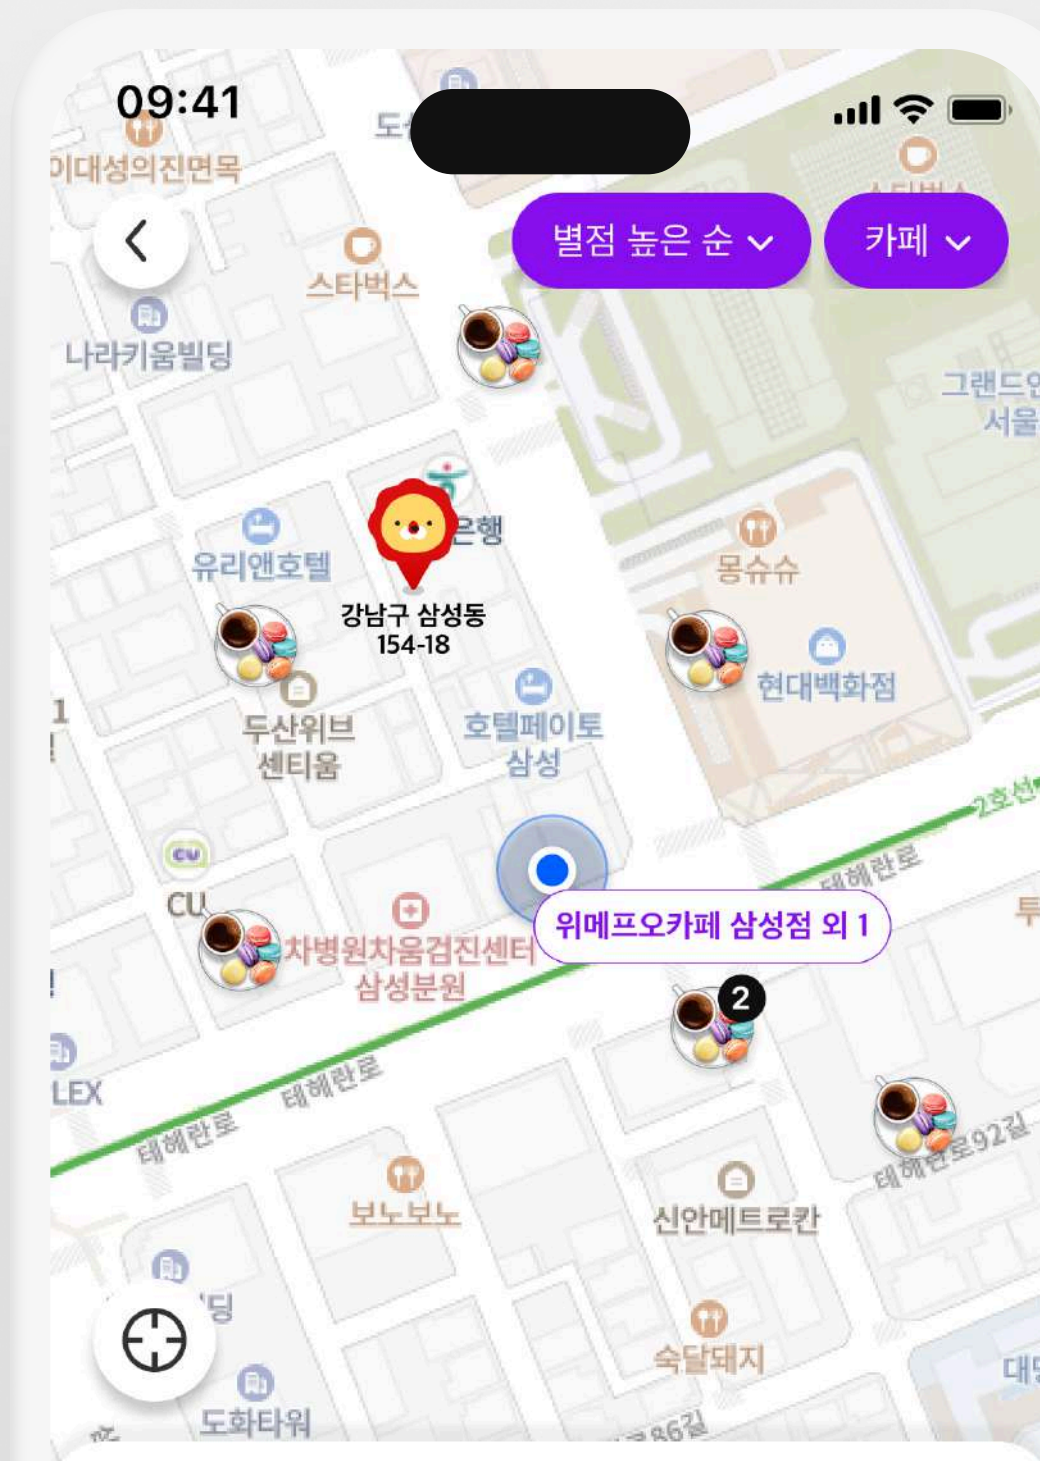 09:41
이대성의진면목
스타벅스
별점 높은 순
카페
스타벅스
나라키움빌딩
그랜드
서울
은행
유리앤호텔
몽슈슈
강남구 삼성동
154-18
현대백화점
1
두산위브
센티움
호텔페이토
삼성
2호선
테헤란로
cu
CU
위메프오카페 삼성점 외 1
차병원차움검진센터
삼성분원
2
LEX
테헤란로
테헤란로
테헤란로92길
보노보노
신안메트로칸
숙달돼지
도화타워
86길